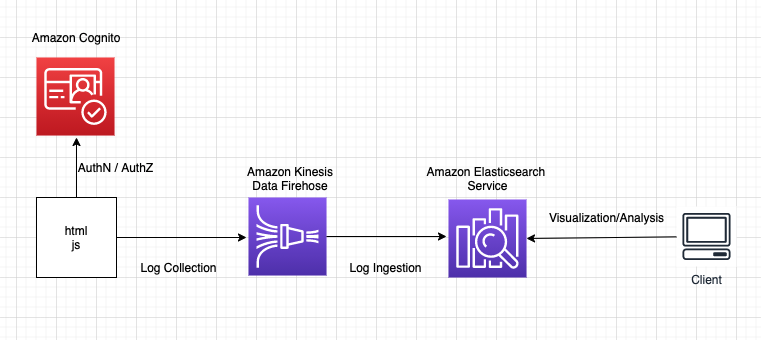 Amazon Cognito
AuthN / AuthZ
html
js
Log Collection
Amazon Kinesis
Data Firehose
Log Ingestion
Amazon Elasticsearch
Service
Visualization/Analysis
Client